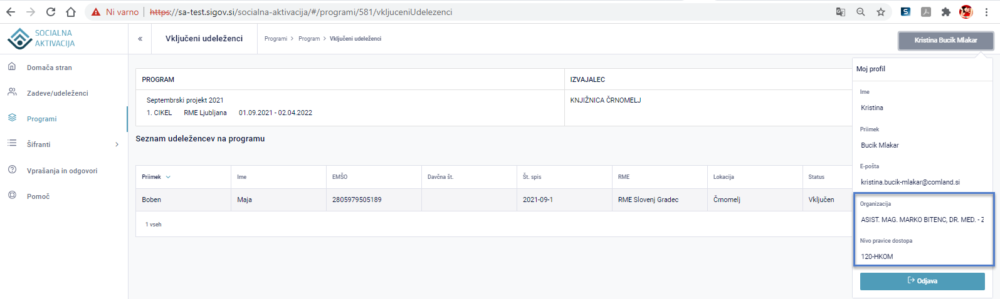 Ni varno https://sa-test.sigov.si/socialna-aktivacija/#/programi/581/vkljuceniUdelezenci
SOCIALNA
AKTIVACIJA
« Vključeni udeleženci Programi > Program > Vključeni udeleženci Kristina Bucik Mlakar
Domača stran
Zadeve/udeleženci
Programi
Šifranti
Vprašanja in odgovori
Pomoč
PROGRAM IZVAJALEC
Septembrski projekt 2021 KNJIŽNICA ČRNOMELJ
1. CIKEL RME Ljubljana 01.09.2021 - 02.04.2022
Seznam udeležencev na programu
Priimek Ime EMŠO Davčna št. Št. spis RME Lokacija Status
Boben Maja 2805979505189 2021-09-1 RME Slovenj Gradec Črnomelj Vključen
1 vseh
Moj profil
Ime
Kristina
Priimek
Bucik Mlakar
E-pošta
kristina.bucik-mlakar@comland.si
Organizacija
ASIST. MAG. MARKO BITENC, DR. MED. - Z
Nivo pravice dostopa
120-HKOM
Odjava